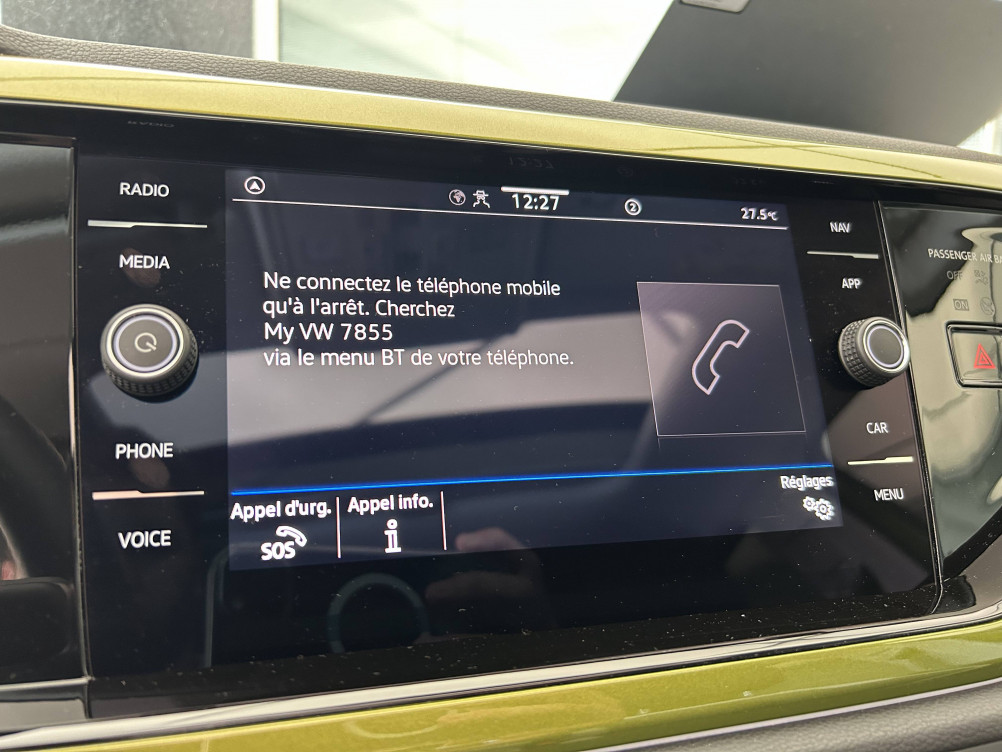 RADIO
MEDIA
PHONE
VOICE
12:27
2
27.5°C
Ne connectez le téléphone mobile
qu'à l'arrêt. Cherchez
My VW 7855
via le menu BT de votre téléphone.
Appel d'urg.
SOS
Appel info.
i
Réglages
NAV
APP
CAR
MENU
PASSENGER AIR
ON